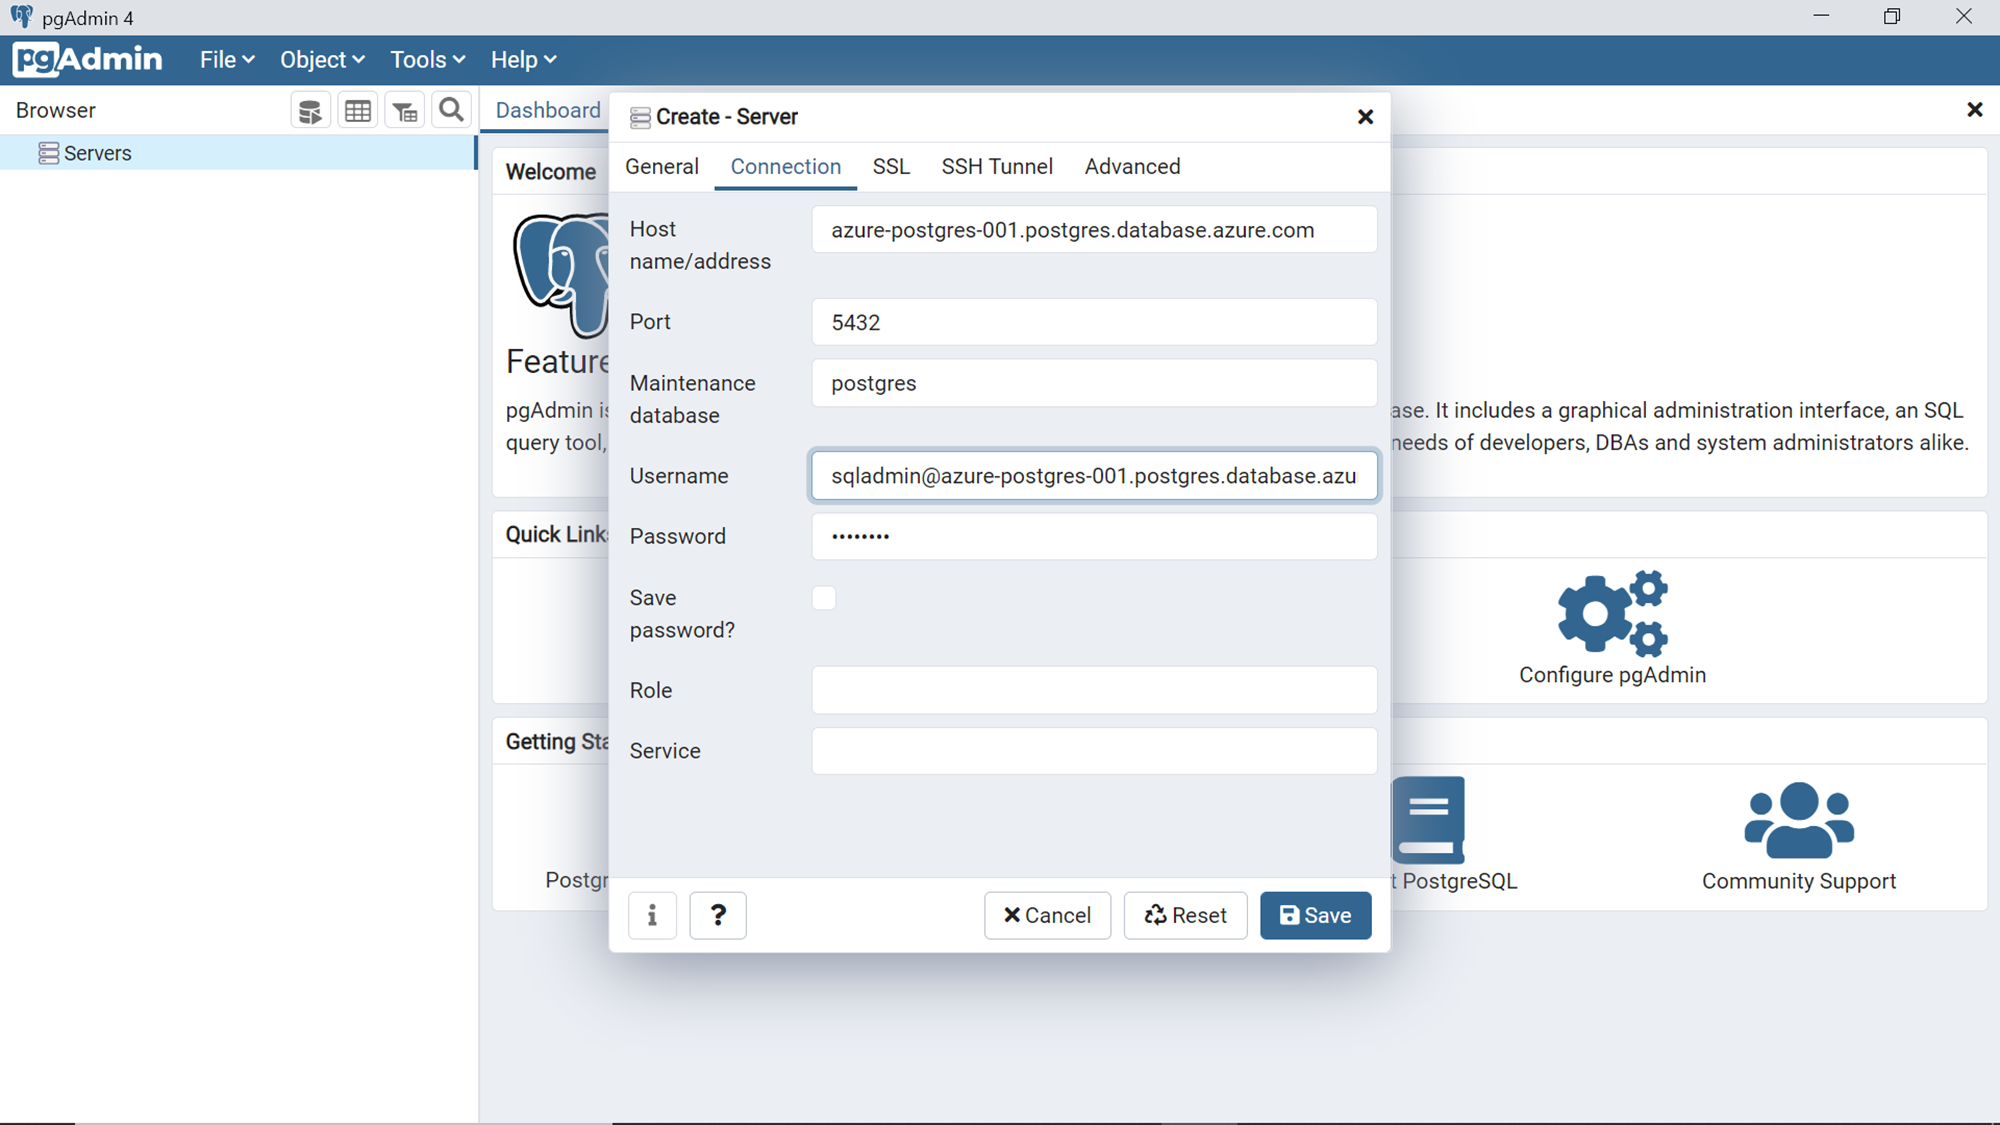 pgAdmin 4
pgAdmin File Object Tools Help
Browser
Dashboard
Servers
Create - Server
General Connection SSL SSH Tunnel Advanced
Host name/address
azure-postgres-001.postgres.database.azure.com
Port
5432
Maintenance database
postgres
Username
sqladmin@azure-postgres-001.postgres.database.azu
Password
••••••••
Save password?
Role
Service
i ? Cancel Reset Save
Welcome
Feature
pgAdmin is
ase. It includes a graphical administration interface, an SQL
query tool,
needs of developers, DBAs and system administrators alike.
Quick Links
Configure pgAdmin
Getting Sta
Postgr
t PostgreSQL
Community Support